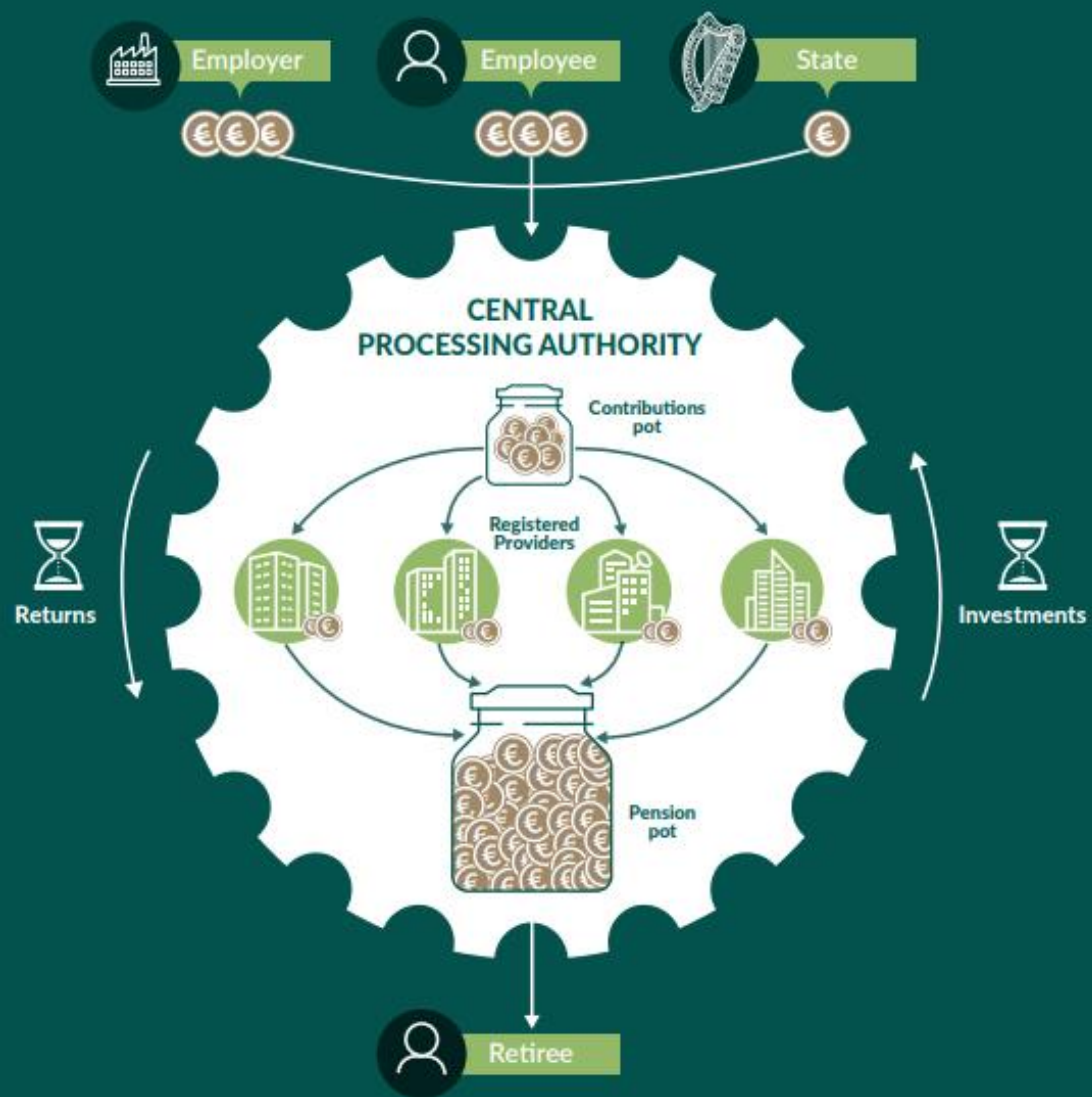 Employer
Employee
State
CENTRAL
PROCESSING AUTHORITY
Contributions
pot
Registered
Providers
Returns
Investments
Pension
pot
Retiree